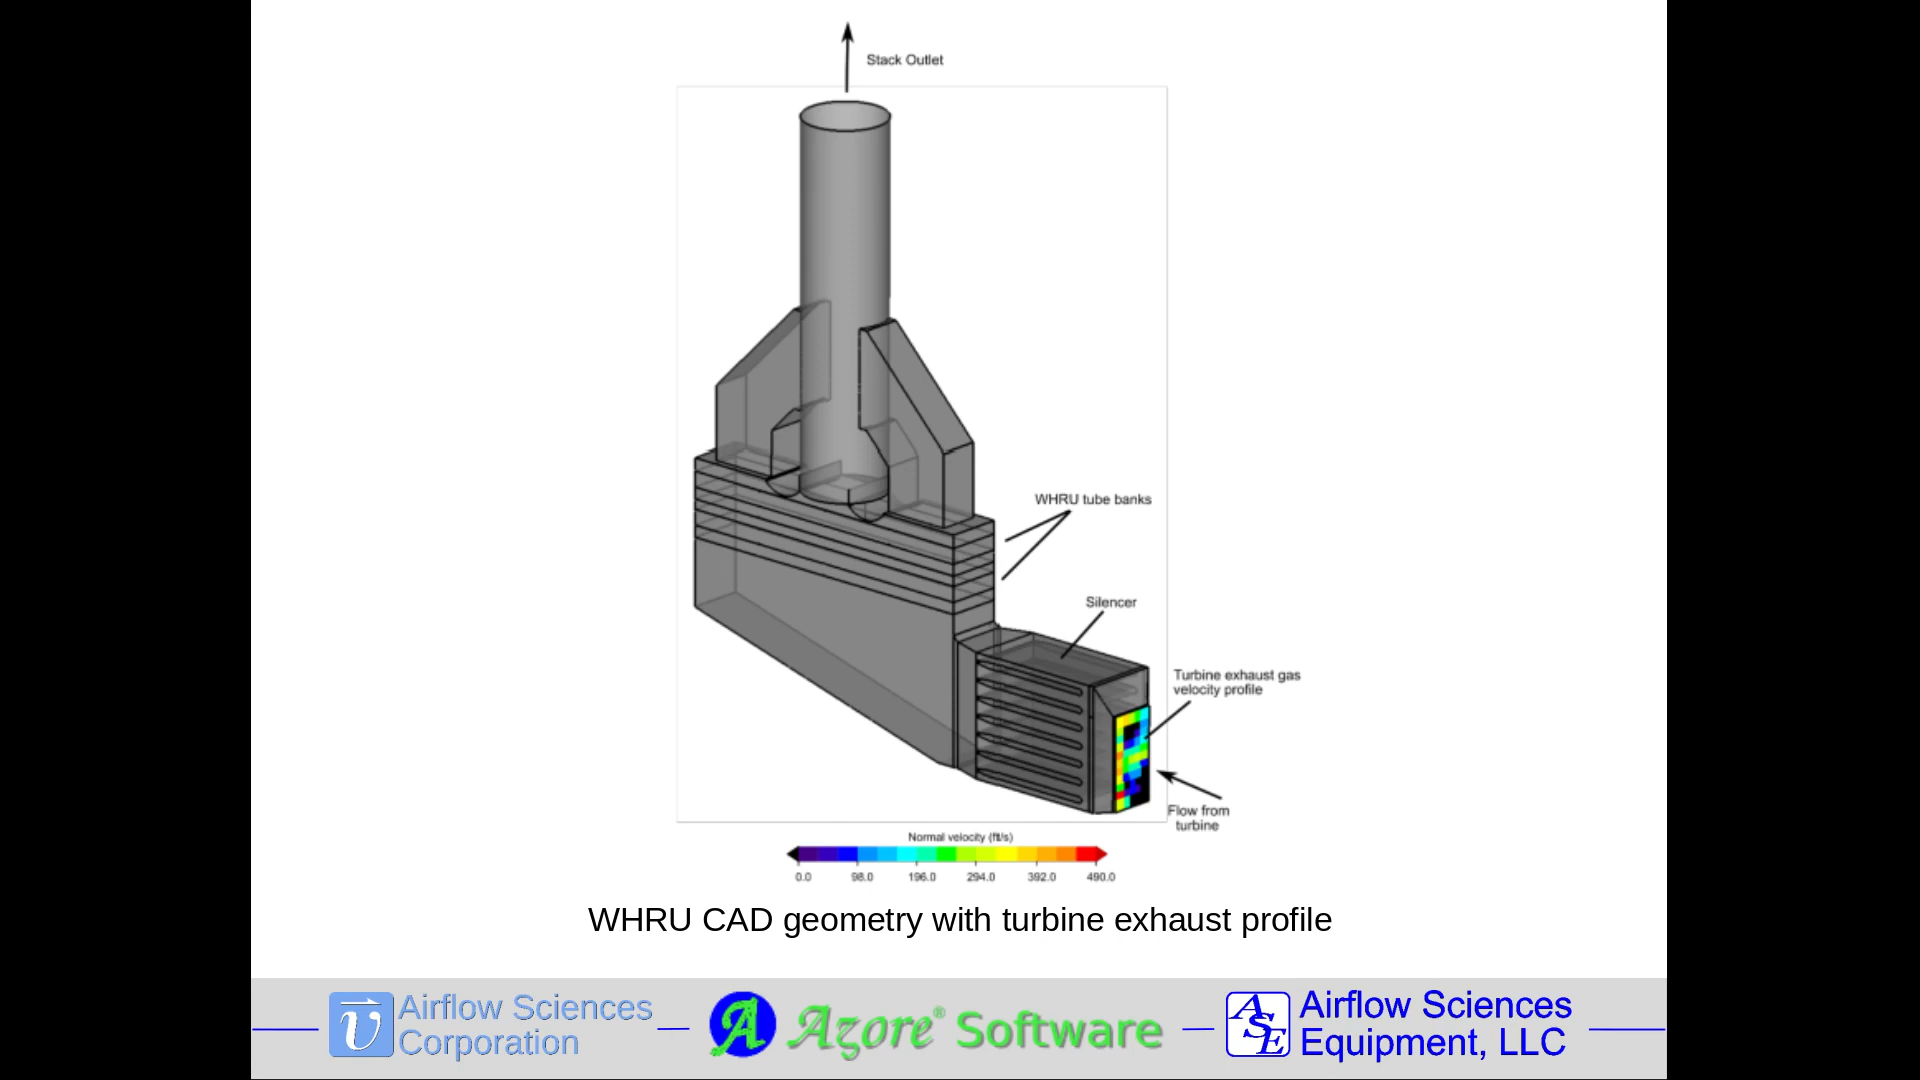 Stack Outlet
WHRU tube banks
Silencer
Turbine exhaust gas
velocity profile
Flow from
turbine
Normal velocity (ft/s)
0.0 98.0 196.0 294.0 392.0 490.0
WHRU CAD geometry with turbine exhaust profile
Airflow Sciences
Corporation
A Azore® Software
ASE
Airflow Sciences
Equipment, LLC